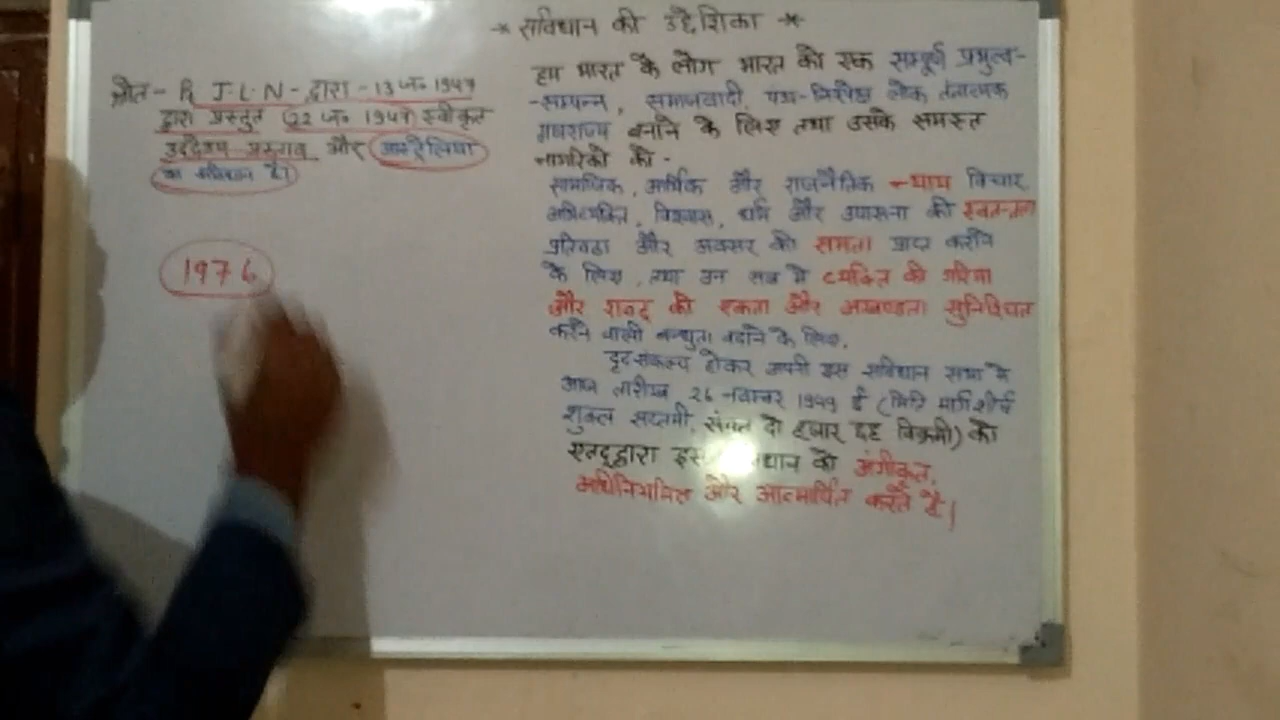 -* संविधान की उद्देशिका *-
स्रोत - P. J.L.N - द्वारा - 13 जन० 1947
द्वारा प्रस्तुत (22 जन० 1947) स्वीकृत
उद्देश्य प्रस्ताव और आस्ट्रेलिया
का संविधान है।
1976
हम भारत के लोग भारत को एक सम्पूर्ण प्रभुत्व-
-सम्पन्न, समाजवादी, पंथ-निरपेक्ष लोक तंत्रात्मक
गणराज्य बनाने के लिए तथा उसके समस्त
नागरिकों को -
सामाजिक, आर्थिक और राजनैतिक न्याय विचार,
अभिव्यक्ति, विश्वास, धर्म और उपासना की स्वतन्त्रता
प्रतिष्ठा और अवसर की समता प्राप्त कराने
के लिए, तथा उन सब मे व्यक्ति की गरिमा
और राष्ट्र की एकता और अखण्डता सुनिश्चित
करने वाली बन्धुता बढाने के लिए,
दृढसंकल्प होकर अपनी इस संविधान सभा मे
आज तारीख 26 नवम्बर 1949 ई (मिति मार्गशीर्ष
शुक्ल सप्तमी, संवत दो हजार छह विक्रमी) को
एतद्द्वारा इस को अंगीकृत,
अधिनियमित और आत्मार्पित करते है।